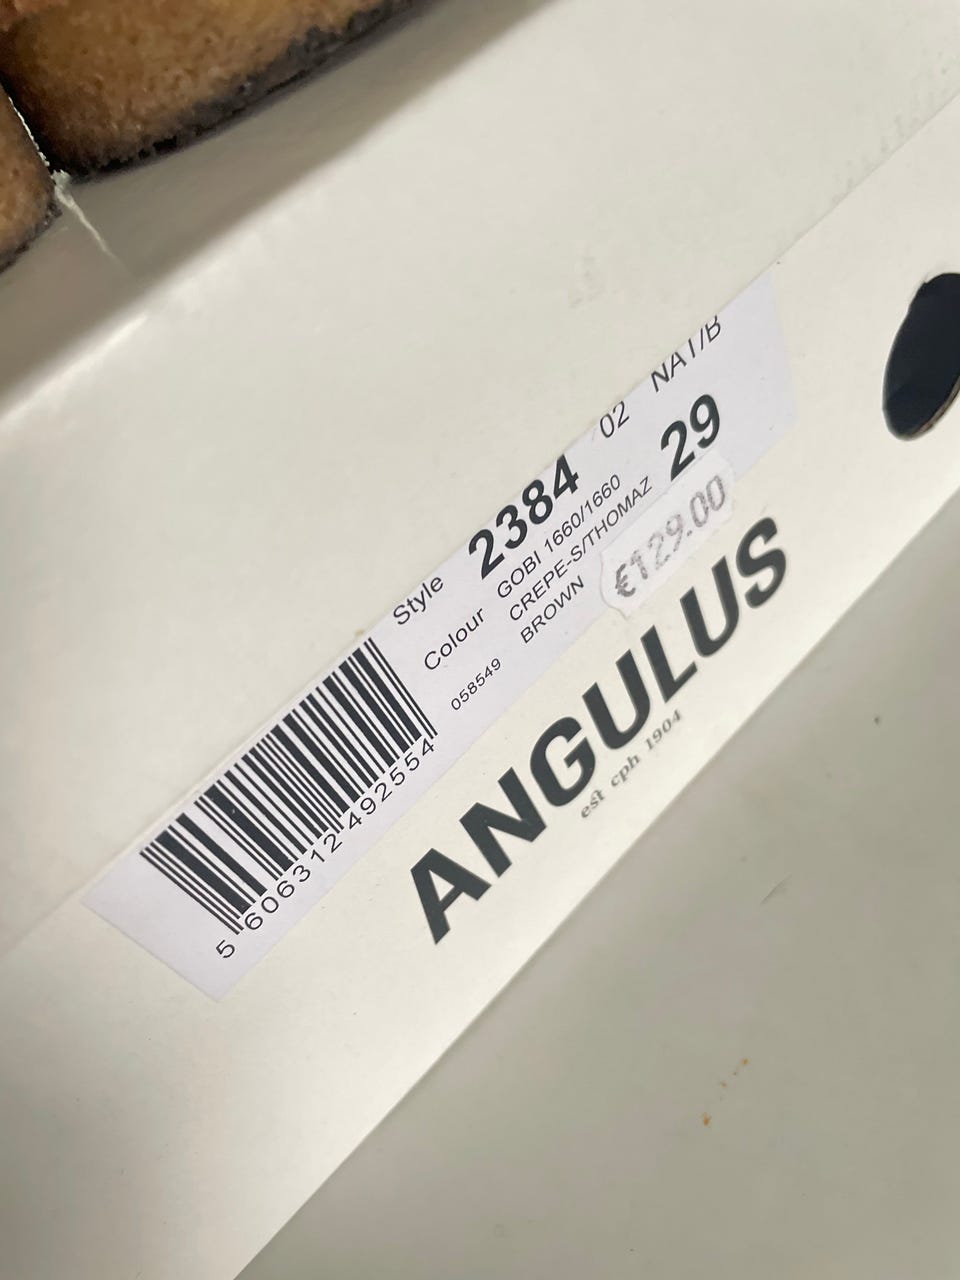 Style 2384 02 NAT/B
Colour GOBI 1660/1660 29
CREPE-S/THOMAZ
058549 BROWN
€129.00
5 606312 492554
ANGULUS
est cph 1904